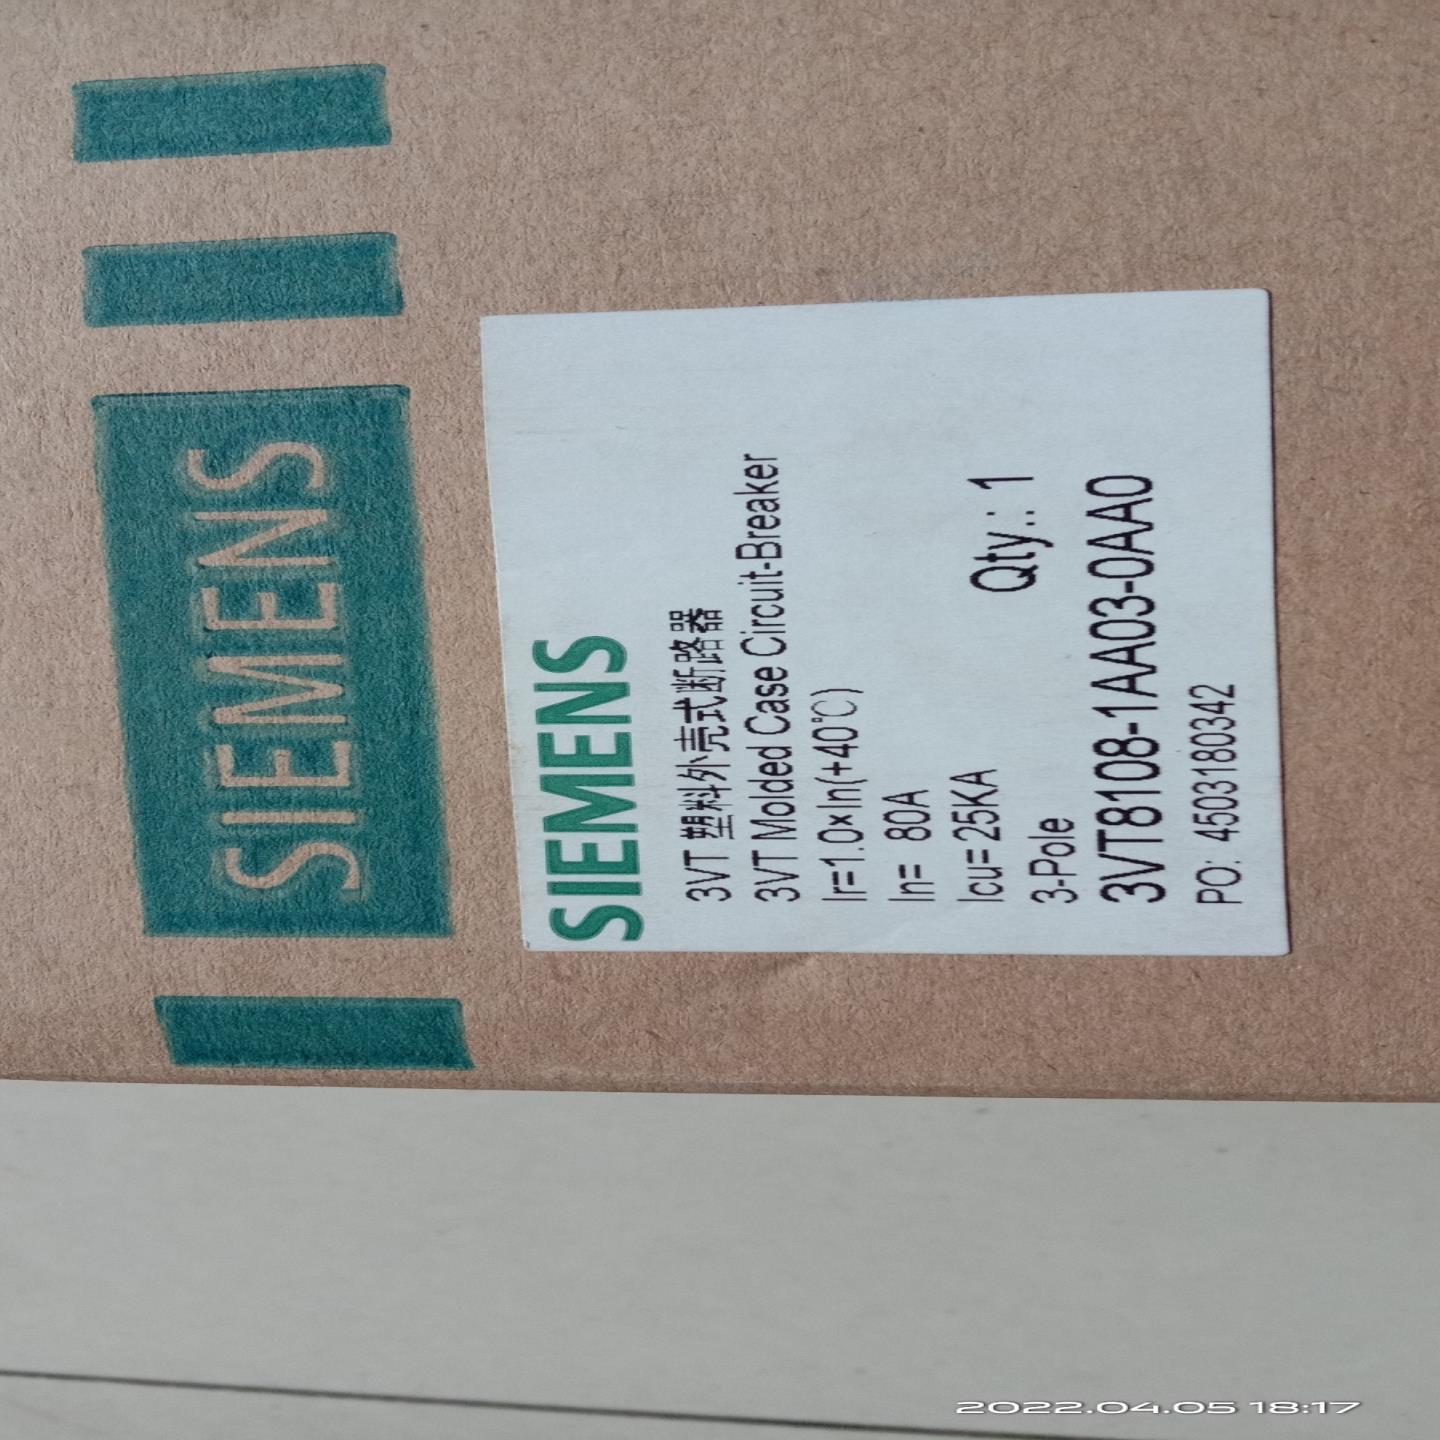 SIEMENS
SIEMENS
3VT 塑料外壳式断路器
3VT Molded Case Circuit-Breaker
Ir=1.0×In(+40℃)
In= 80A
Icu=25KA Qty.: 1
3-Pole
3VT8108-1AA03-0AA0
PO: 4503180342
2022.04.05 18:17